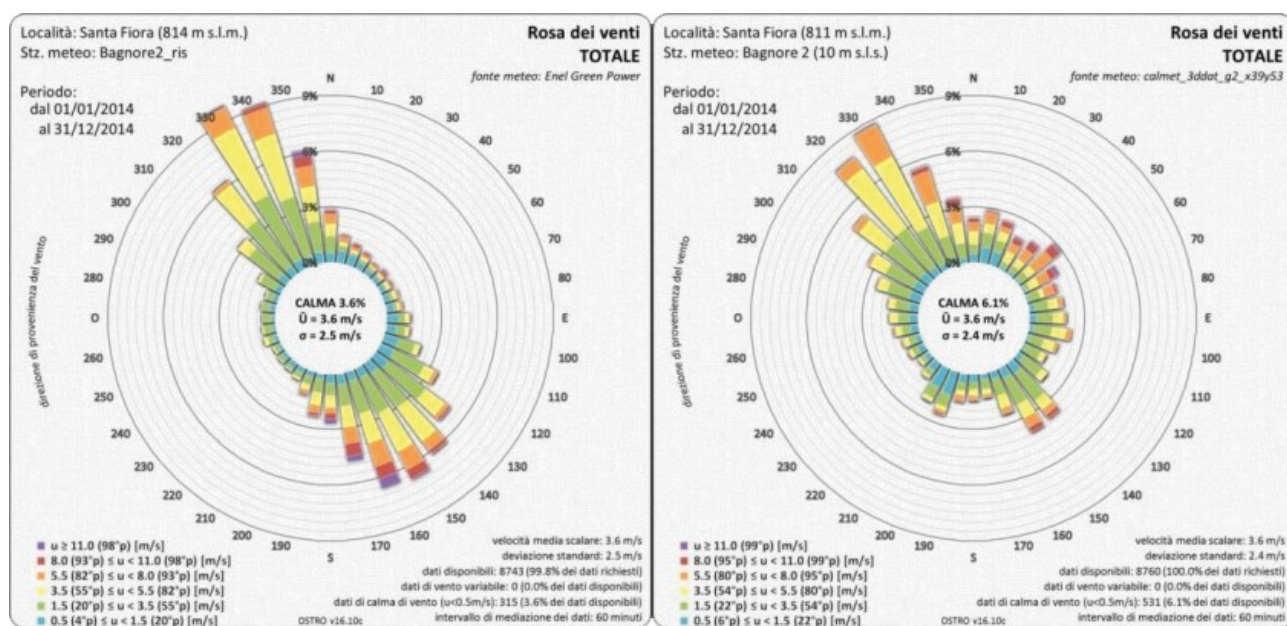 Località: Santa Fiora (814 m s.l.m.)
Stz. meteo: Bagnore2_ris
Rosa dei venti
TOTALE
fonte meteo: Enel Green Power
Periodo:
dal 01/01/2014
al 31/12/2014
N
10
20
30
40
50
60
70
80
E
100
110
120
130
140
150
160
170
S
190
200
210
220
230
240
250
260
O
280
290
300
310
320
330
340
350
9%
6%
3%
0%
direzione di provenienza del vento
CALMA 3.6%
Ū = 3.6 m/s
σ = 2.5 m/s
u ≥ 11.0 (98°p) [m/s]
8.0 (93°p) ≤ u < 11.0 (98°p) [m/s]
5.5 (82°p) ≤ u < 8.0 (93°p) [m/s]
3.5 (55°p) ≤ u < 5.5 (82°p) [m/s]
1.5 (20°p) ≤ u < 3.5 (55°p) [m/s]
0.5 (4°p) ≤ u < 1.5 (20°p) [m/s]
velocità media scalare: 3.6 m/s
deviazione standard: 2.5 m/s
dati disponibili: 8743 (99.8% dei dati richiesti)
dati di vento variabile: 0 (0.0% dei dati disponibili)
dati di calma di vento (u<0.5m/s): 315 (3.6% dei dati disponibili)
intervallo di mediazione dei dati: 60 minuti
OSTRO v16.10c
Località: Santa Fiora (811 m s.l.m.)
Stz. meteo: Bagnore 2 (10 m s.l.s.)
Rosa dei venti
TOTALE
fonte meteo: calmet_3ddat_g2_x39y53
Periodo:
dal 01/01/2014
al 31/12/2014
N
10
20
30
40
50
60
70
80
E
100
110
120
130
140
150
160
170
S
190
200
210
220
230
240
250
260
O
280
290
300
310
320
330
340
350
9%
6%
3%
0%
direzione di provenienza del vento
CALMA 6.1%
Ū = 3.6 m/s
σ = 2.4 m/s
u ≥ 11.0 (99°p) [m/s]
8.0 (95°p) ≤ u < 11.0 (99°p) [m/s]
5.5 (80°p) ≤ u < 8.0 (95°p) [m/s]
3.5 (54°p) ≤ u < 5.5 (80°p) [m/s]
1.5 (22°p) ≤ u < 3.5 (54°p) [m/s]
0.5 (6°p) ≤ u < 1.5 (22°p) [m/s]
velocità media scalare: 3.6 m/s
deviazione standard: 2.4 m/s
dati disponibili: 8760 (100.0% dei dati richiesti)
dati di vento variabile: 0 (0.0% dei dati disponibili)
dati di calma di vento (u<0.5m/s): 531 (6.1% dei dati disponibili)
intervallo di mediazione dei dati: 60 minuti
OSTRO v16.10c